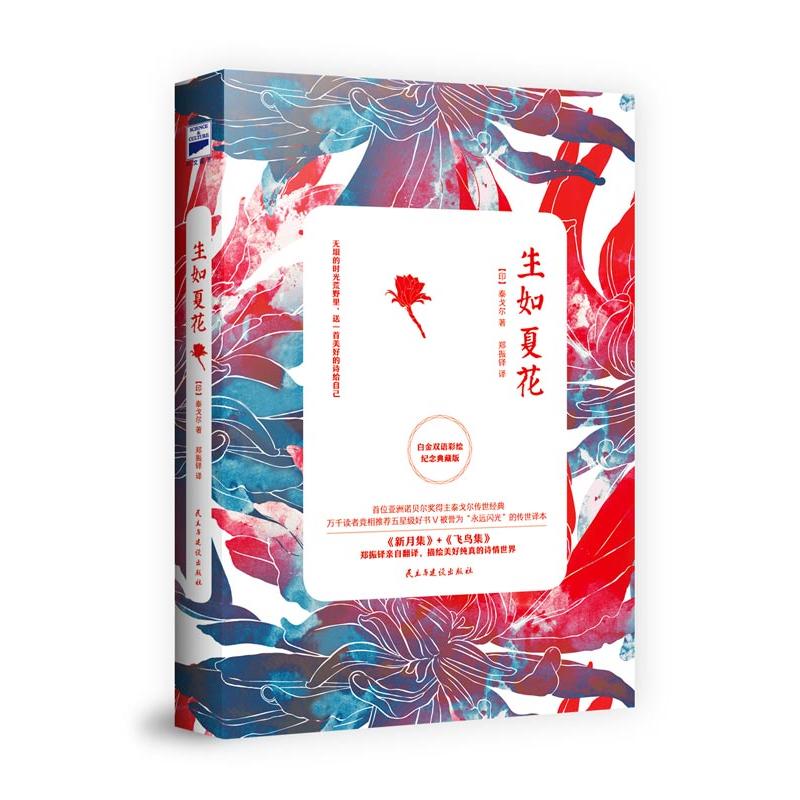 生如夏花
【印】泰戈尔 著
郑振铎 译
无垠的时光荒野里，送一首美好的诗给自己
白金双语彩绘
纪念典藏版
首位亚洲诺贝尔奖得主泰戈尔传世经典
万千读者竞相推荐五星级好书 V 被誉为“永远闪光”的传世译本
《新月集》+《飞鸟集》
郑振铎亲自翻译，描绘美好纯真的诗情世界
民主与建设出版社
SCIENCE
&
CULTURE
生如夏花
【印】泰戈尔 著
郑振铎 译
民主与建设出版社